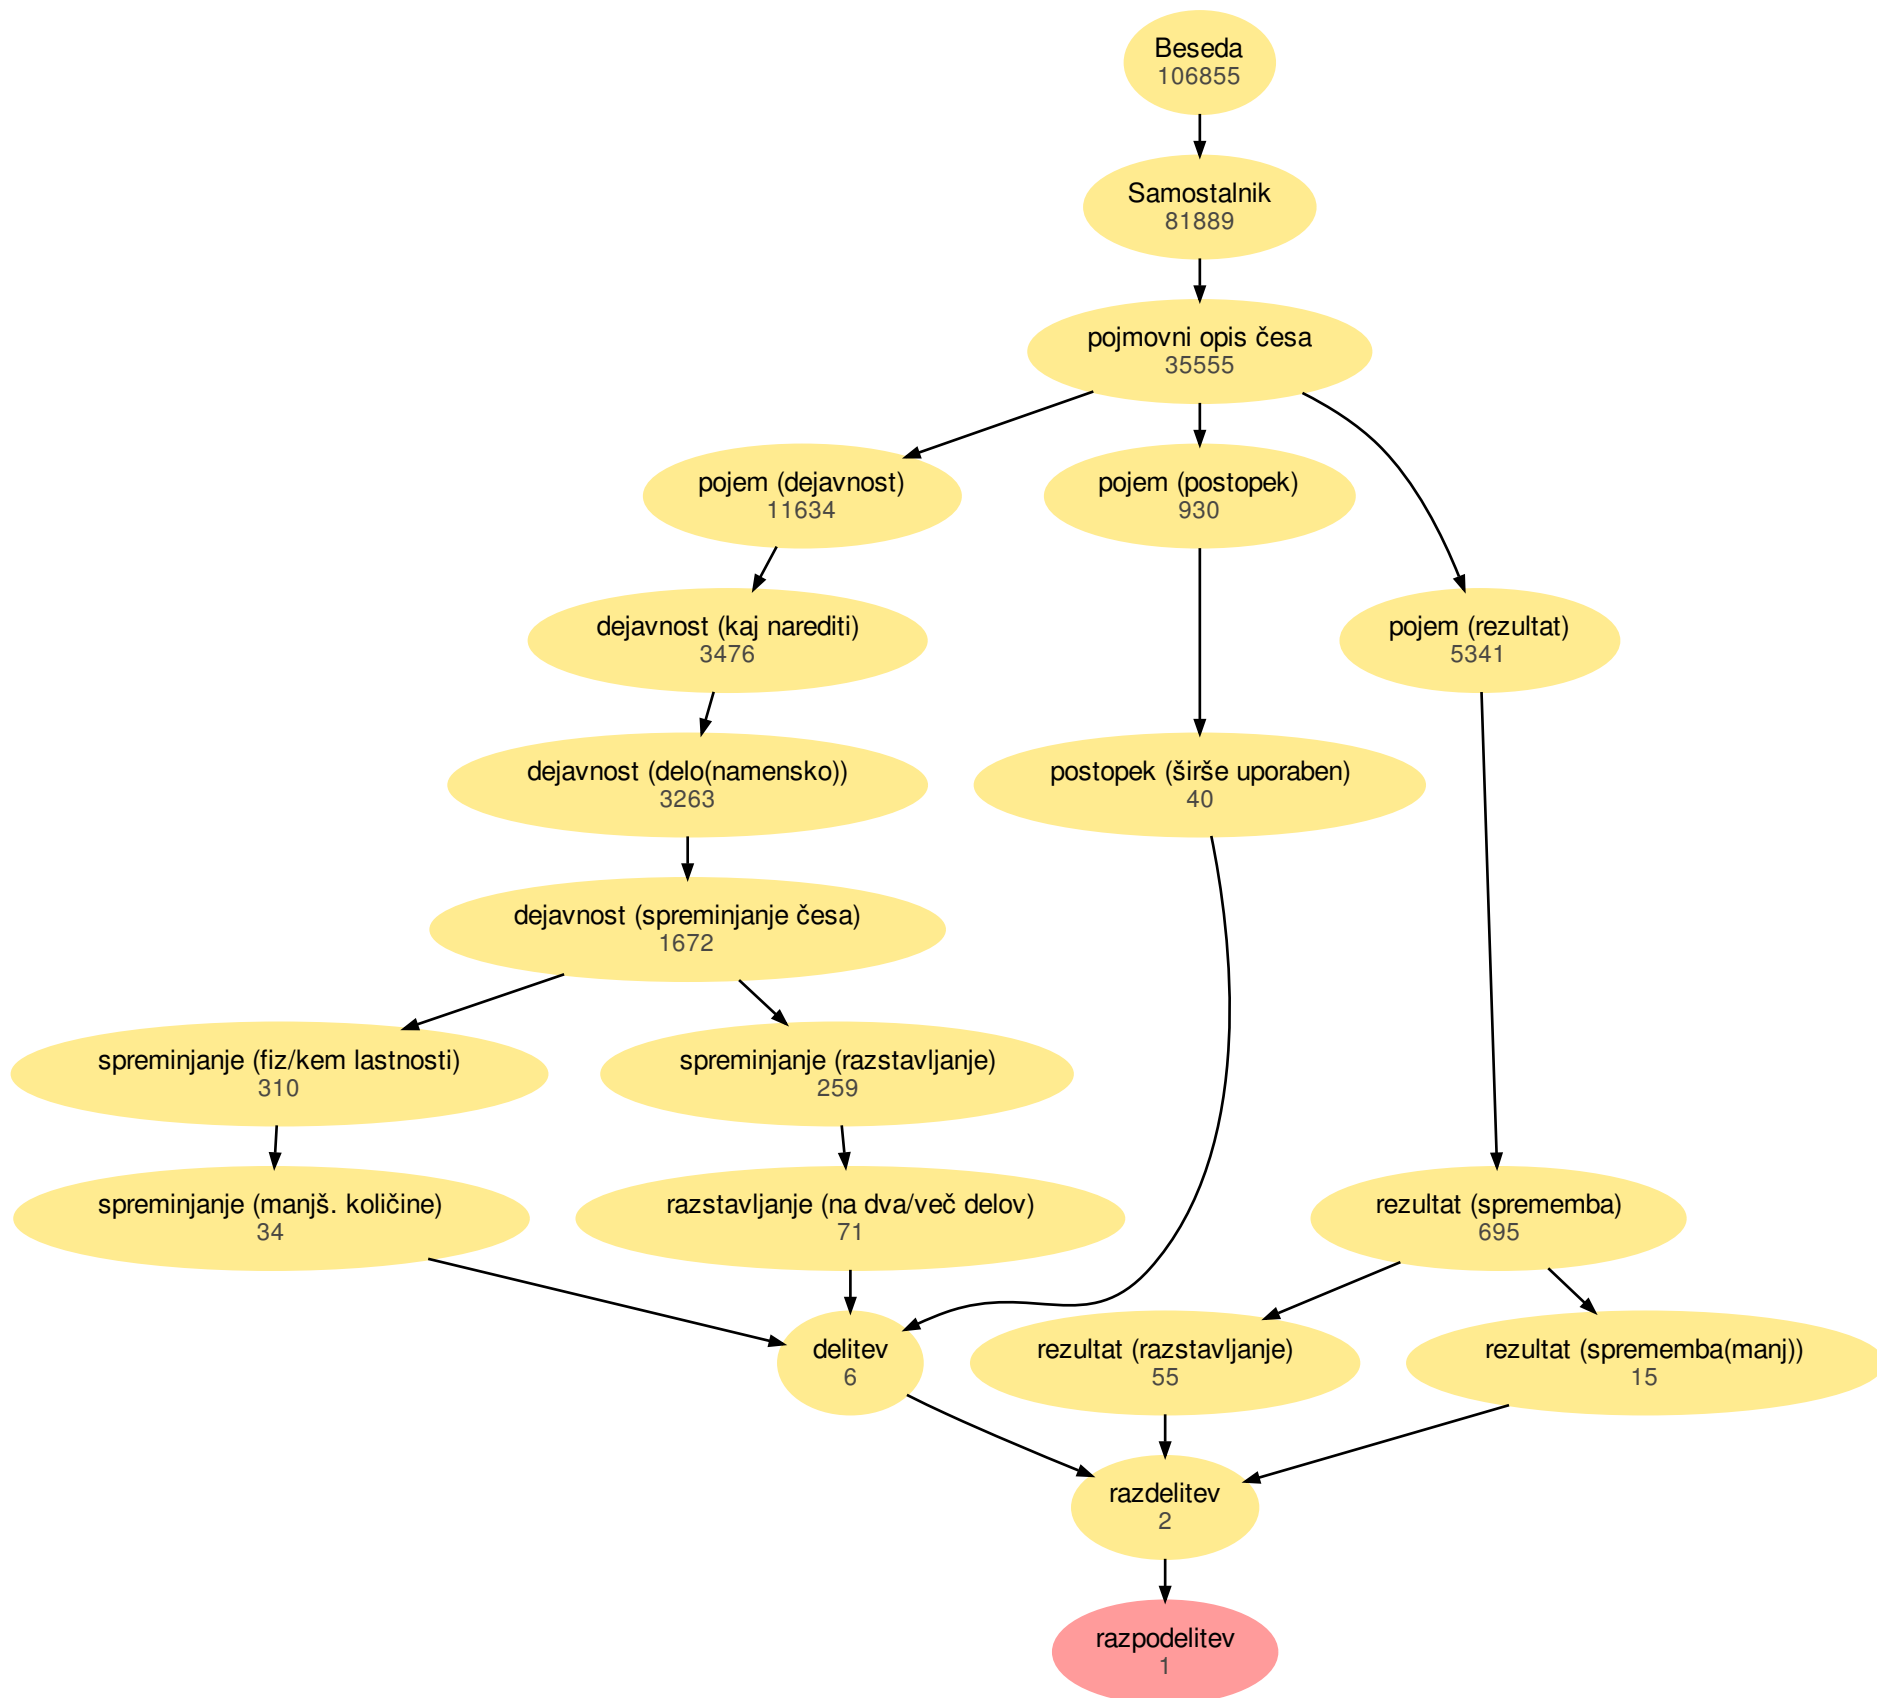 Beseda
106855
Samostalnik
81889
pojmovni opis česa
35555
pojem (dejavnost)
11634
pojem (postopek)
930
dejavnost (kaj narediti)
3476
pojem (rezultat)
5341
dejavnost (delo(namensko))
3263
postopek (širše uporaben)
40
dejavnost (spreminjanje česa)
1672
spreminjanje (fiz/kem lastnosti)
310
spreminjanje (razstavljanje)
259
spreminjanje (manjš. količine)
34
razstavljanje (na dva/več delov)
71
rezultat (sprememba)
695
delitev
6
rezultat (razstavljanje)
55
rezultat (sprememba(manj))
15
razdelitev
2
razpodelitev
1